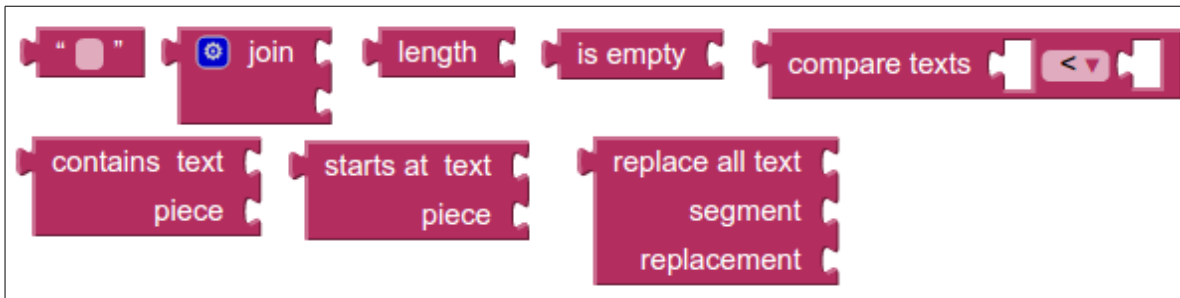 “ ” join length is empty compare texts < ▾
contains text starts at text replace all text
piece piece segment
replacement